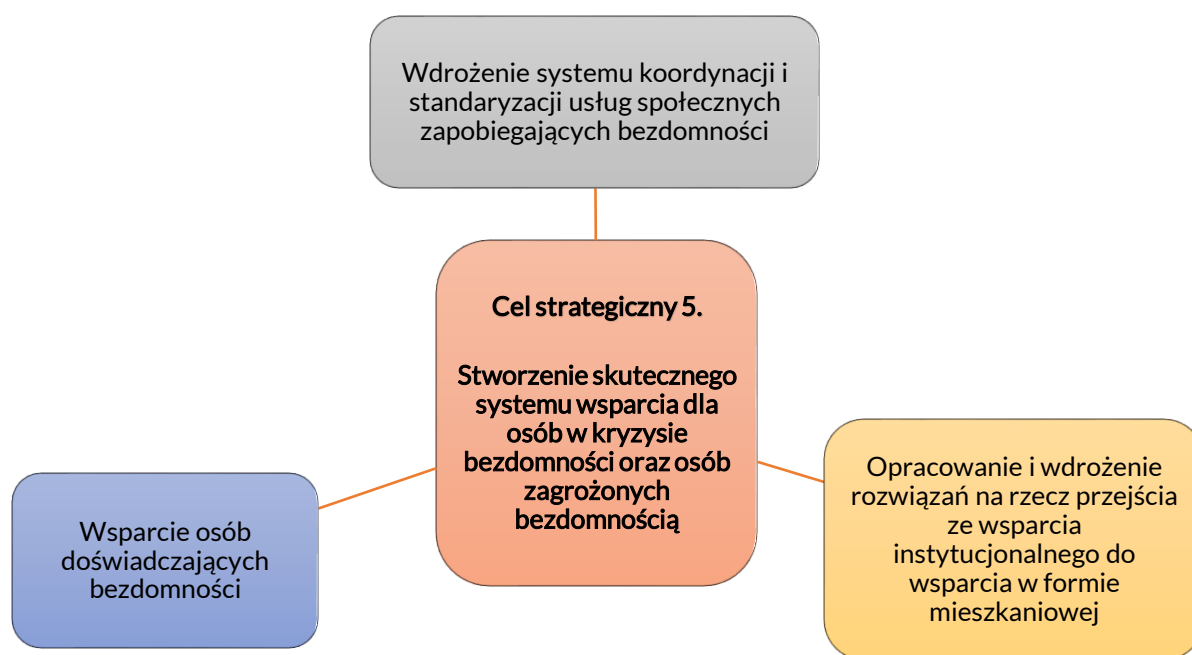 Wdrożenie systemu koordynacji i
standaryzacji usług społecznych
zapobiegających bezdomności
Cel strategiczny 5.
Stworzenie skutecznego
systemu wsparcia dla
osób w kryzysie
bezdomności oraz osób
zagrożonych
bezdomnością
Wsparcie osób
doświadczających
bezdomności
Opracowanie i wdrożenie
rozwiązań na rzecz przejścia
ze wsparcia
instytucjonalnego do
wsparcia w formie
mieszkaniowej